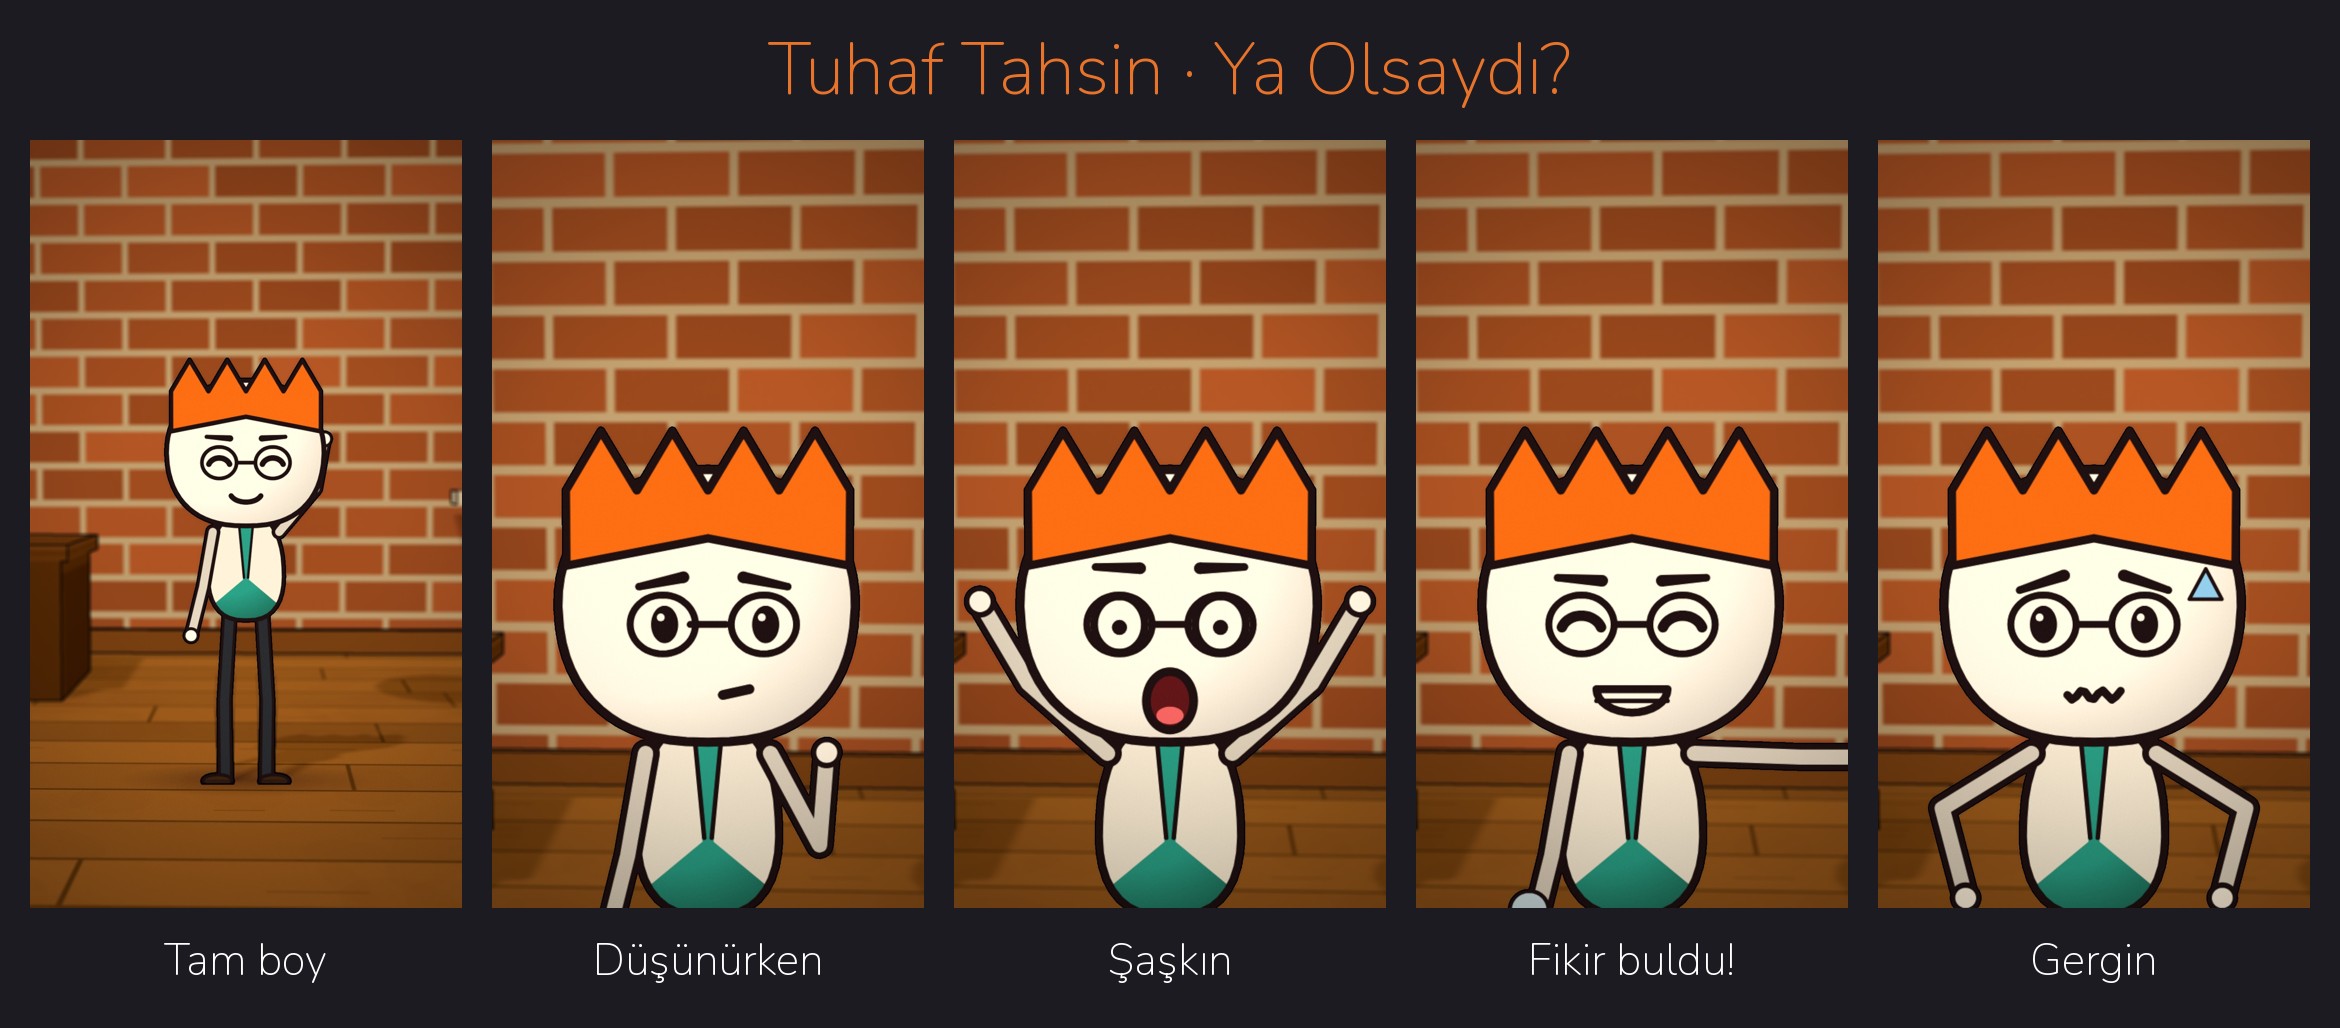 Tuhaf Tahsin · Ya Olsaydı?
Tam boy
Düşünürken
Şaşkın
Fikir buldu!
Gergin